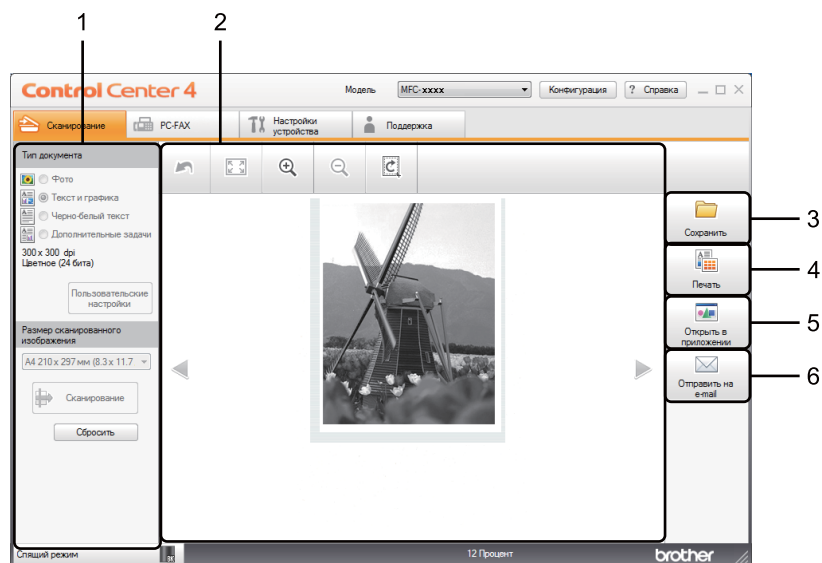 1
2
Control Center 4
Модель
MFC-xxxx
Конфигурация
? Справка
Сканирование
PC-FAX
Настройки
устройства
Поддержка
Тип документа
Фото
Текст и графика
Черно-белый текст
Дополнительные задачи
300 x 300 dpi
Цветное (24 бита)
Пользовательские
настройки
Размер сканированного
изображения
A4 210 x 297 мм (8.3 x 11.7
Сканирование
Сбросить
Сохранить
3
Печать
4
Открыть в
приложении
5
Отправить на
e-mail
6
Спящий режим
BK
12 Процент
brother